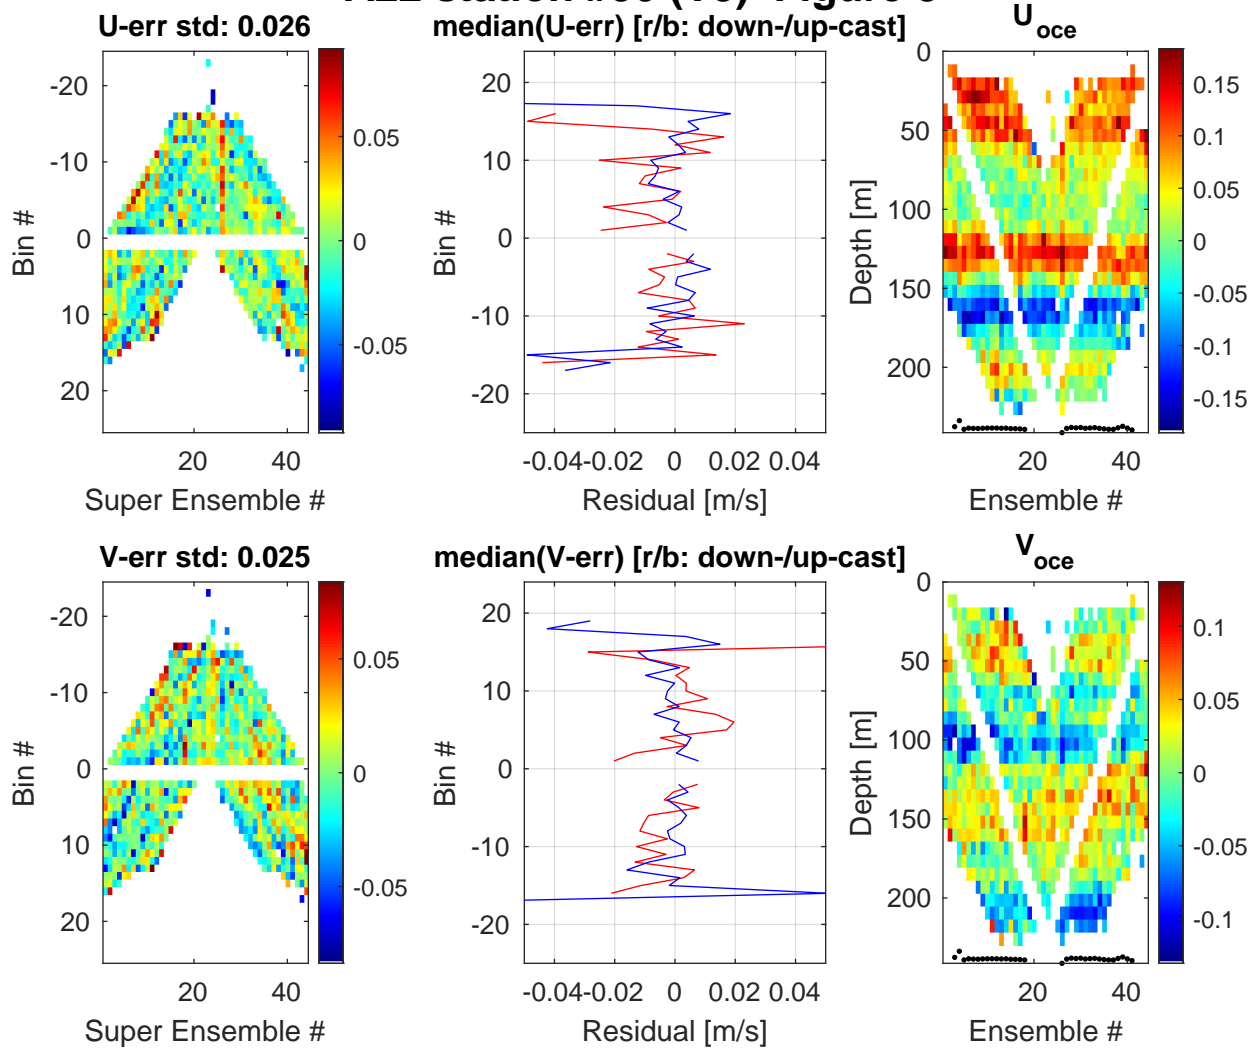 U-err std: 0.026
median(U-err) [r/b: down-/up-cast]
U oce
-20
-10
0
10
20
Bin #
20 40
Super Ensemble #
0.05
0
-0.05
20
10
0
-10
-20
Bin #
-0.04 -0.02 0 0.02 0.04
Residual [m/s]
0
50
100
150
200
Depth [m]
20 40
Ensemble #
0.15
0.1
0.05
0
-0.05
-0.1
-0.15
V-err std: 0.025
median(V-err) [r/b: down-/up-cast]
V oce
-20
-10
0
10
20
Bin #
20 40
Super Ensemble #
0.05
0
-0.05
20
10
0
-10
-20
Bin #
-0.04 -0.02 0 0.02 0.04
Residual [m/s]
0
50
100
150
200
Depth [m]
20 40
Ensemble #
0.1
0.05
0
-0.05
-0.1